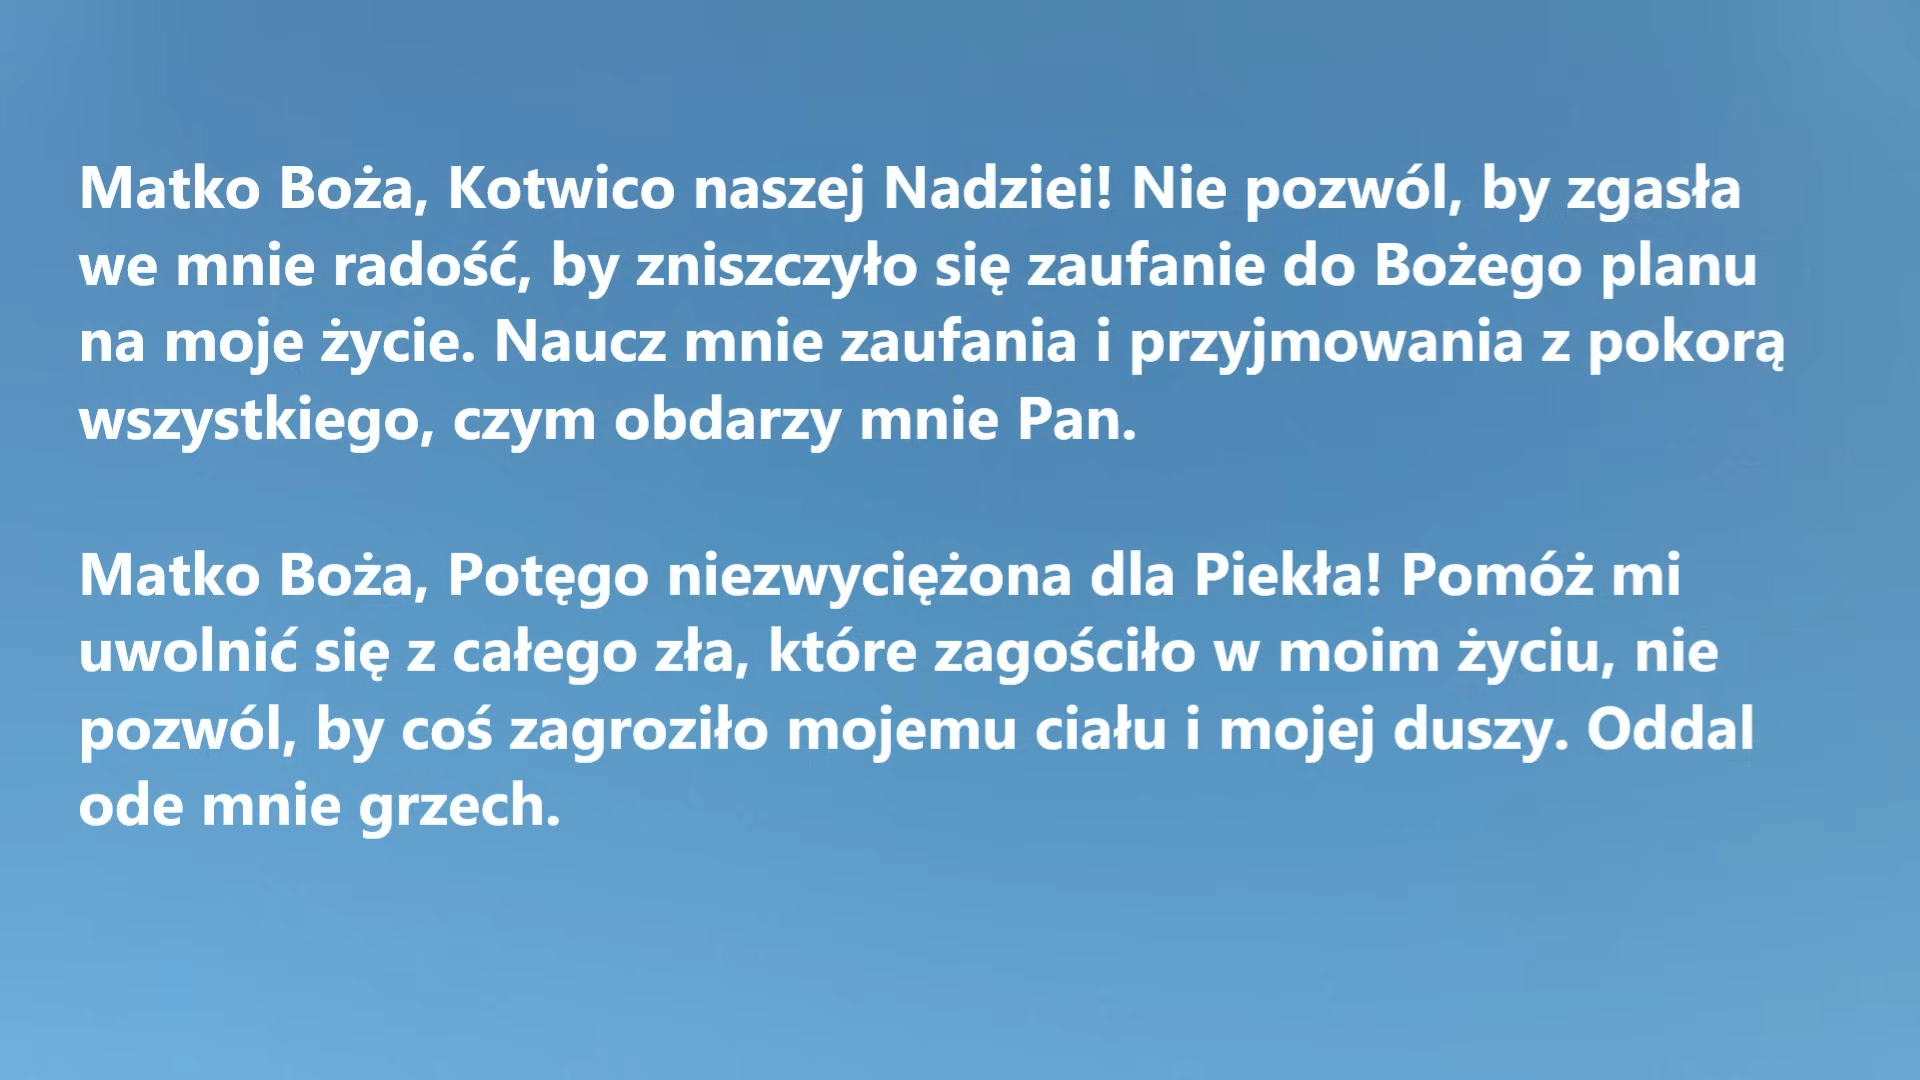 Matko Boża, Kotwico naszej Nadziei! Nie pozwól, by zgasła
we mnie radość, by zniszczyło się zaufanie do Bożego planu
na moje życie. Naucz mnie zaufania i przyjmowania z pokorą
wszystkiego, czym obdarzy mnie Pan.
Matko Boża, Potęgo niezwyciężona dla Piekła! Pomóż mi
uwolnić się z całego zła, które zagościło w moim życiu, nie
pozwól, by coś zagroziło mojemu ciału i mojej duszy. Oddal
ode mnie grzech.